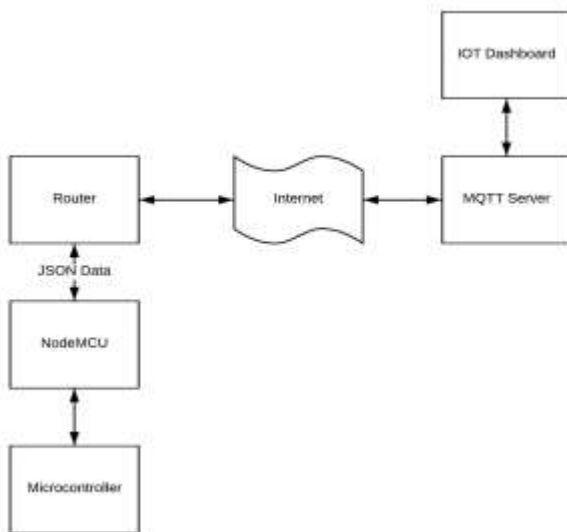 IOT Dashboard
Router
Internet
MQTT Server
JSON Data
NodeMCU
Microcontroller